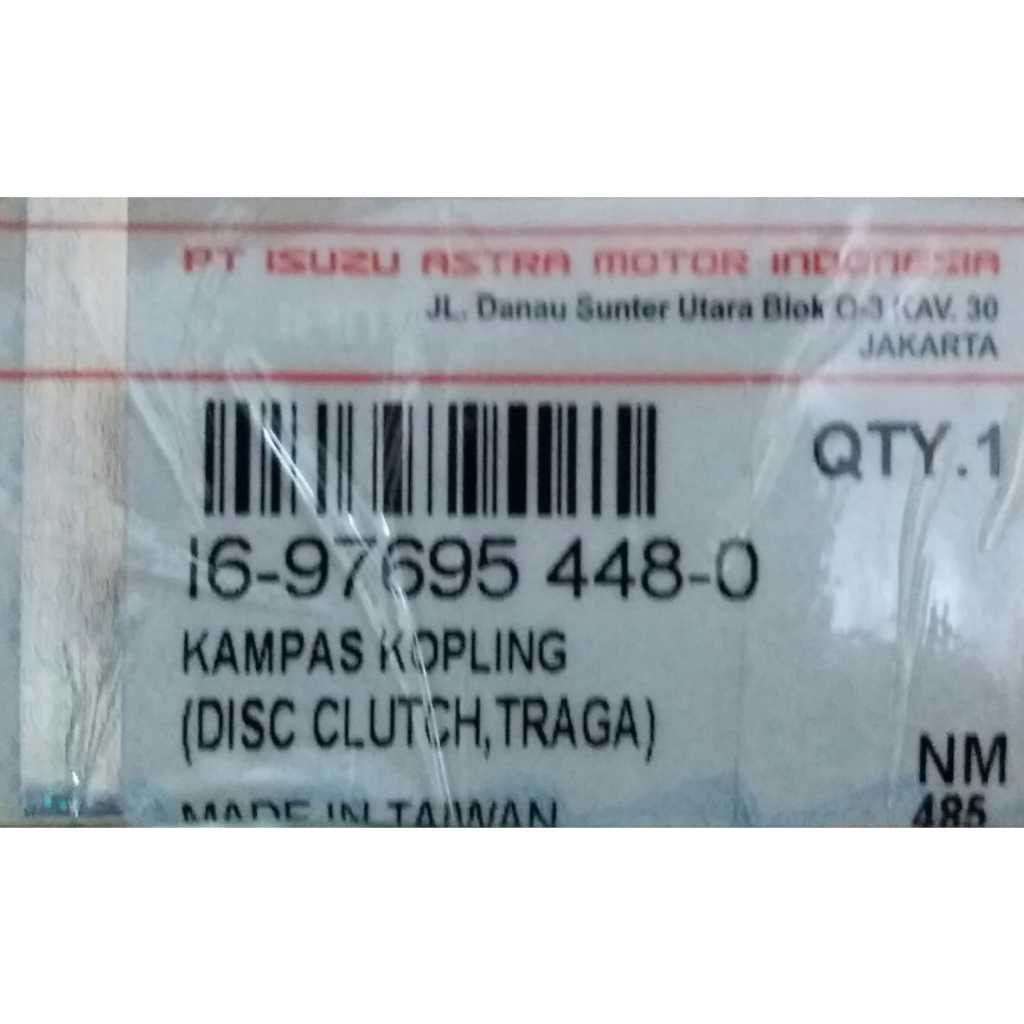 PT ISUZU ASTRA MOTOR INDONESIA
JL. Danau Sunter Utara Blok O-3 KAV. 30
JAKARTA
QTY.1
I6-97695 448-0
KAMPAS KOPLING
(DISC CLUTCH,TRAGA)
NM
MADE IN TAIWAN
485